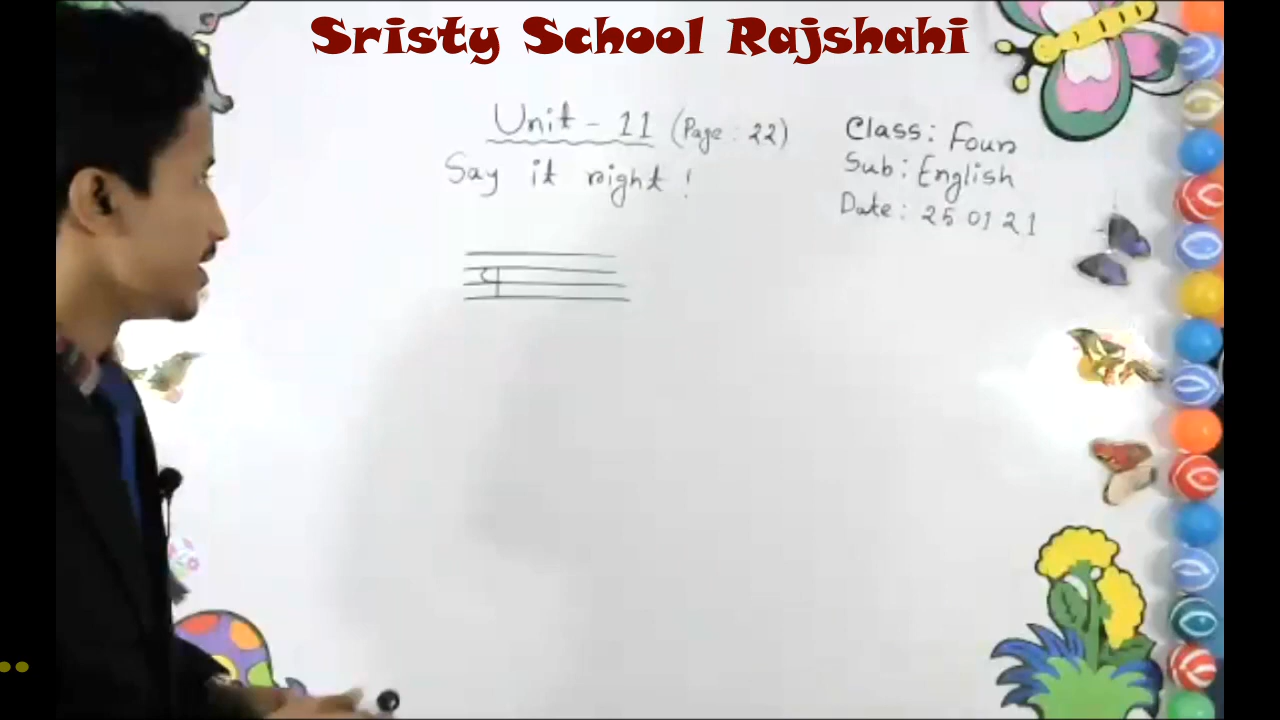 Sristy School Rajshahi
Unit - 11 (Page : 22)
Say it right !
Class: Four
Sub: English
Date: 25 01 21
q